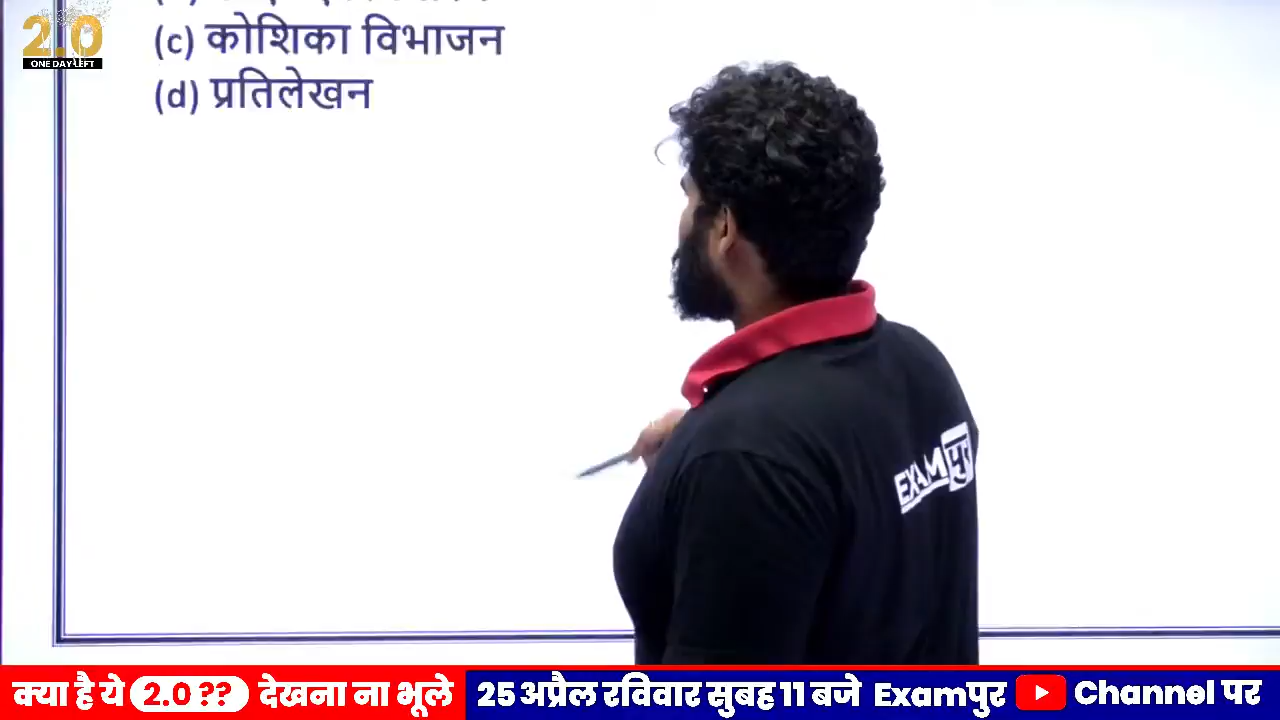 2.0
ONE DAY LEFT
(c) कोशिका विभाजन
(d) प्रतिलेखन
EXAMपुर
क्या है ये 2.0 ?? देखना ना भूले
25 अप्रैल रविवार सुबह 11 बजे Examपुर Channel पर